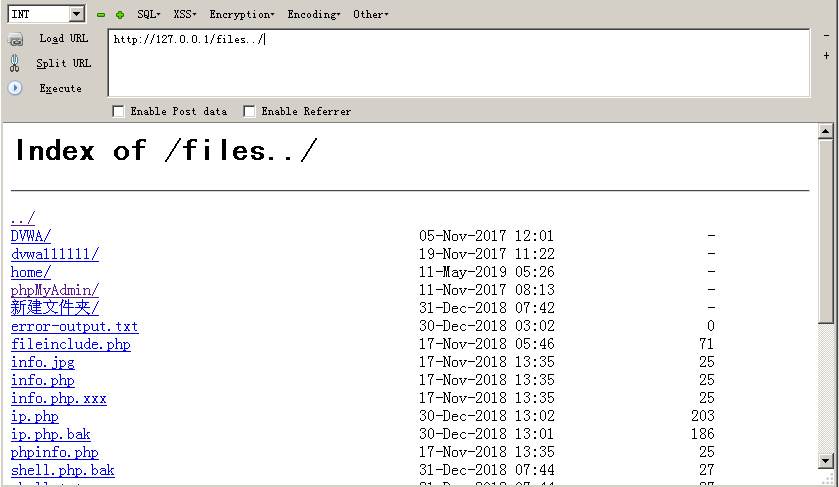 INT SQL▾ XSS▾ Encryption▾ Encoding▾ Other▾
Load URL http://127.0.0.1/files../
Split URL
Execute
Enable Post data Enable Referrer
Index of /files../
../
DVWA/ 05-Nov-2017 12:01 -
dvwa111111/ 19-Nov-2017 11:22 -
home/ 11-May-2019 05:26 -
phpMyAdmin/ 11-Nov-2017 08:13 -
新建文件夹/ 31-Dec-2018 07:42 -
error-output.txt 30-Dec-2018 03:02 0
fileinclude.php 17-Nov-2018 05:46 71
info.jpg 17-Nov-2018 13:35 25
info.php 17-Nov-2018 13:35 25
info.php.xxx 17-Nov-2018 13:35 25
ip.php 30-Dec-2018 13:02 203
ip.php.bak 30-Dec-2018 13:01 186
phpinfo.php 17-Nov-2018 13:35 25
shell.php.bak 31-Dec-2018 07:44 27